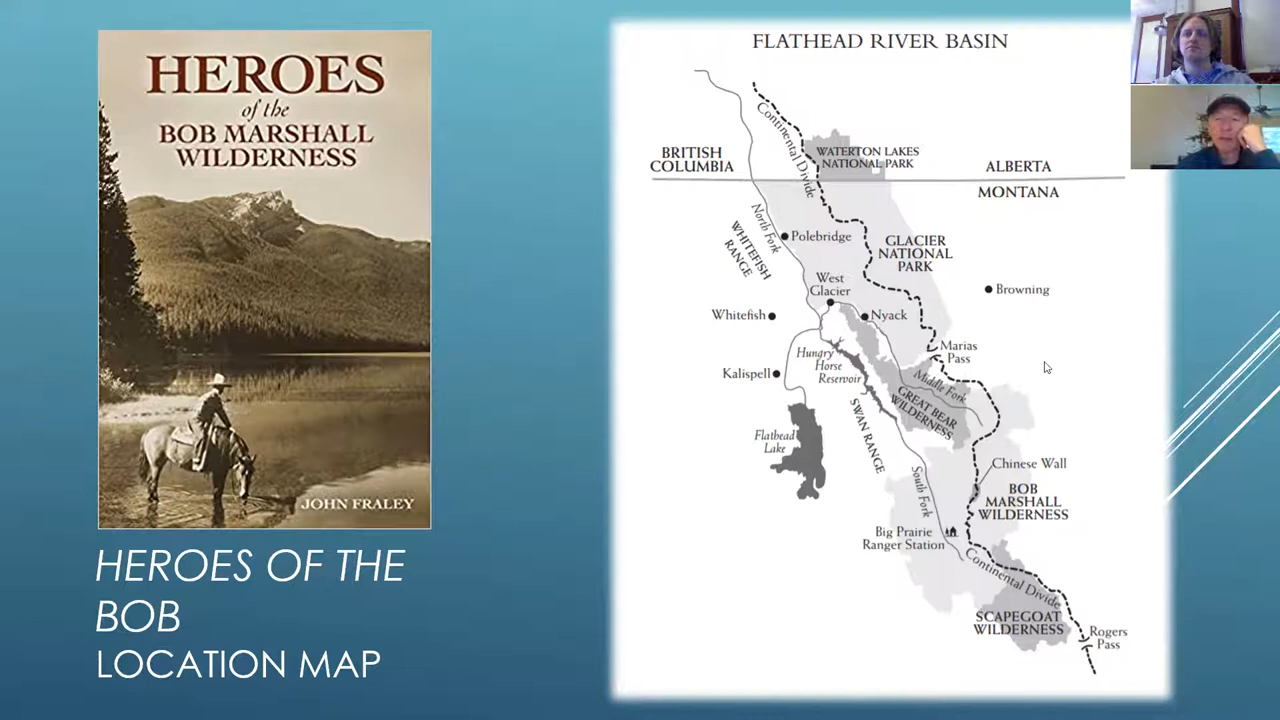 HEROES
of the
BOB MARSHALL
WILDERNESS
JOHN FRALEY
HEROES OF THE
BOB
LOCATION MAP
FLATHEAD RIVER BASIN
Continental Divide
WATERTON LAKES
NATIONAL PARK
BRITISH
COLUMBIA
ALBERTA
MONTANA
North Fork
WHITEFISH
RANGE
Polebridge
GLACIER
NATIONAL
PARK
West
Glacier
Browning
Whitefish
Nyack
Marias
Pass
Hungry
Horse
Reservoir
Kalispell
Middle Fork
GREAT BEAR
WILDERNESS
SWAN RANGE
Flathead
Lake
South Fork
Chinese Wall
BOB
MARSHALL
WILDERNESS
Big Prairie
Ranger Station
Continental Divide
SCAPEGOAT
WILDERNESS
Rogers
Pass